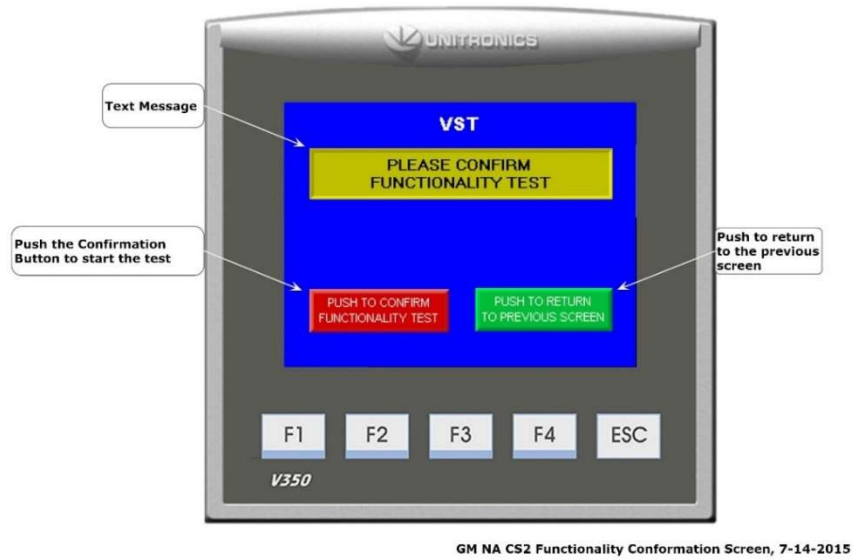 UNITRONICS
Text Message
VST
PLEASE CONFIRM
FUNCTIONALITY TEST
Push the Confirmation
Button to start the test
Push to return
to the previous
screen
PUSH TO CONFIRM
FUNCTIONALITY TEST
PUSH TO RETURN
TO PREVIOUS SCREEN
F1
F2
F3
F4
ESC
V350
GM NA CS2 Functionality Conformation Screen, 7-14-2015